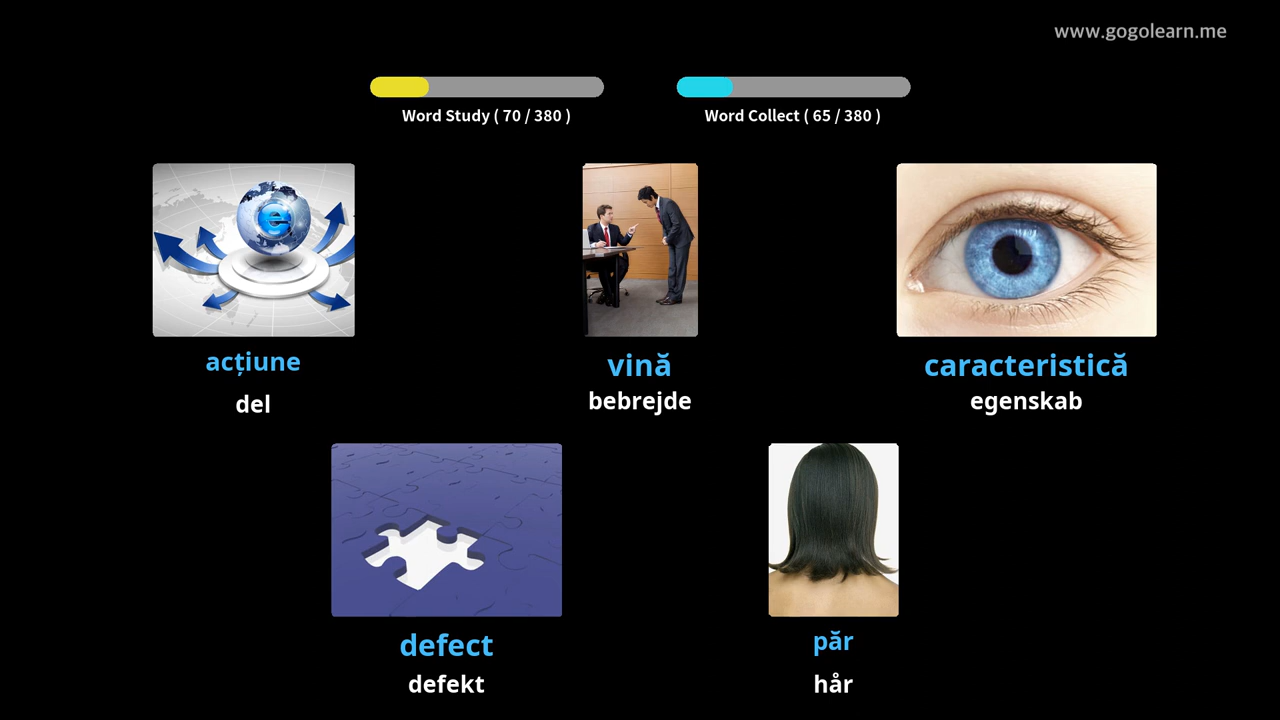 www.gogolearn.me
Word Study ( 70 / 380 )
Word Collect ( 65 / 380 )
e
acțiune
del
vină
bebrejde
caracteristică
egenskab
defect
defekt
păr
hår